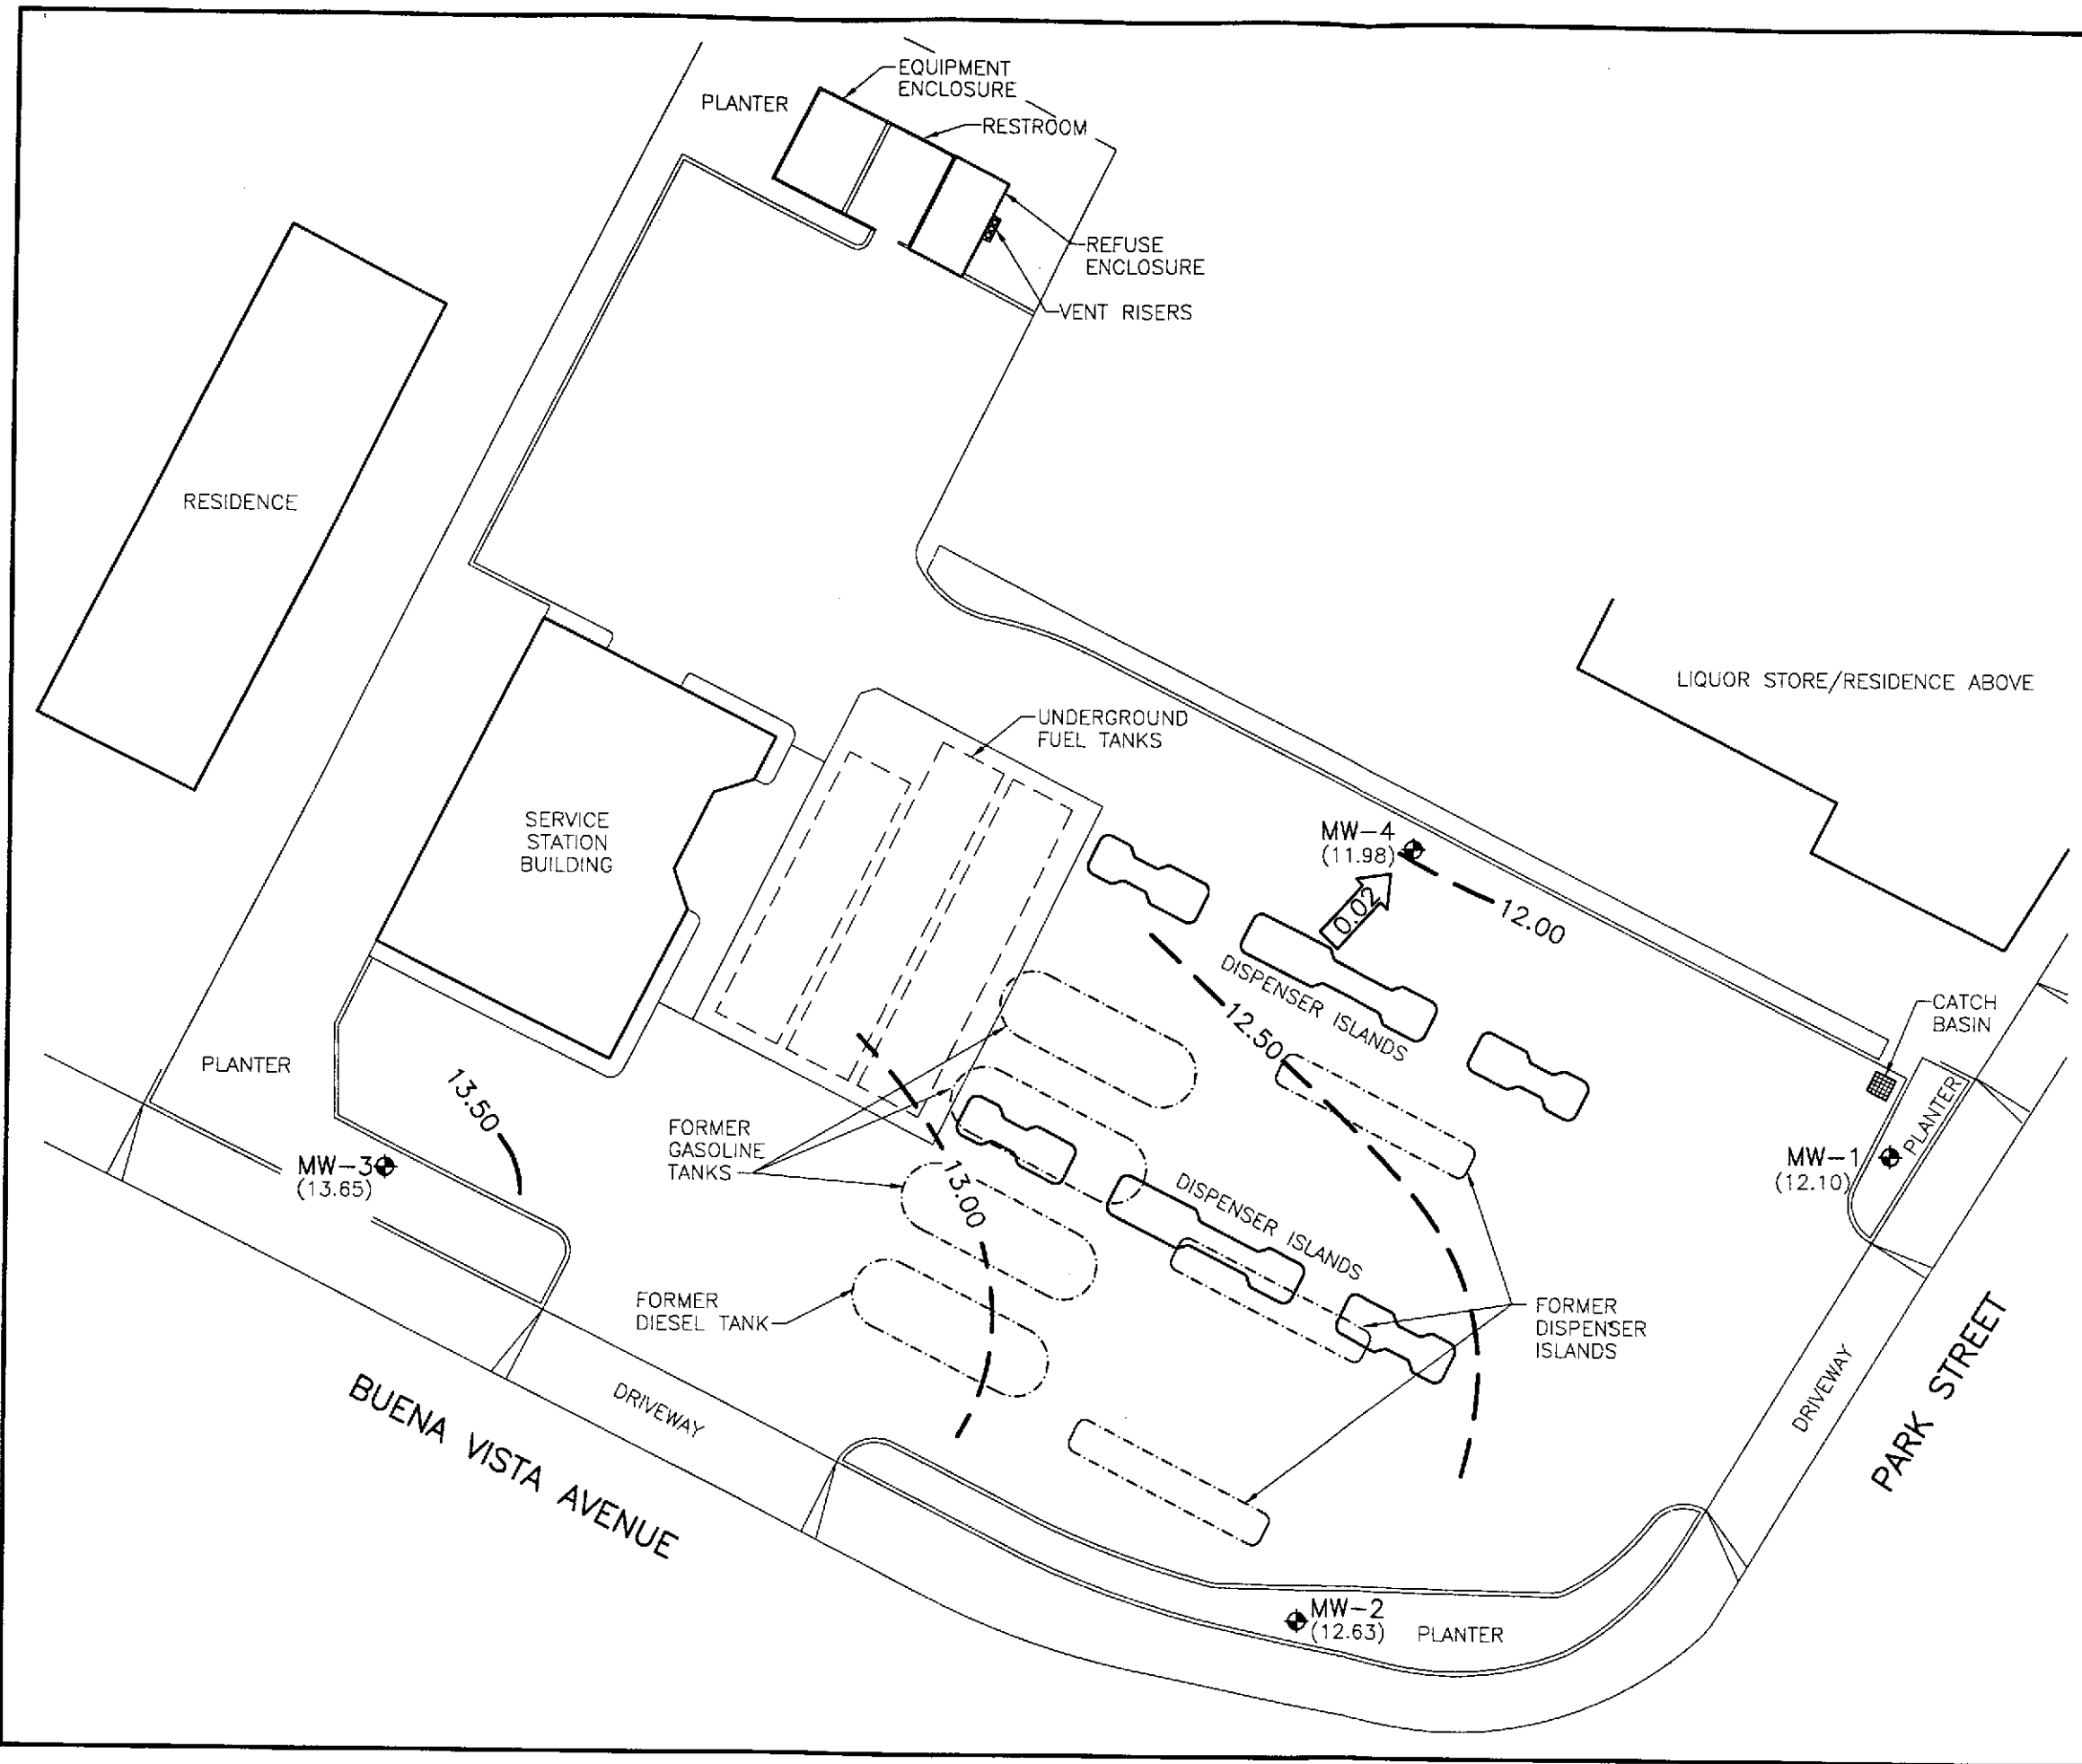 EQUIPMENT
ENCLOSURE
PLANTER
RESTROOM
REFUSE
ENCLOSURE
VENT RISERS
RESIDENCE
LIQUOR STORE/RESIDENCE ABOVE
UNDERGROUND
FUEL TANKS
SERVICE
STATION
BUILDING
MW-4
(11.98)
0.02
12.00
DISPENSER ISLANDS
12.50
CATCH
BASIN
PLANTER
PLANTER
13.50
FORMER
GASOLINE
TANKS
MW-3
(13.65)
MW-1
(12.10)
13.00
DISPENSER ISLANDS
FORMER
DIESEL TANK
FORMER
DISPENSER
ISLANDS
DRIVEWAY
DRIVEWAY
PARK STREET
BUENA VISTA AVENUE
MW-2
(12.63)
PLANTER